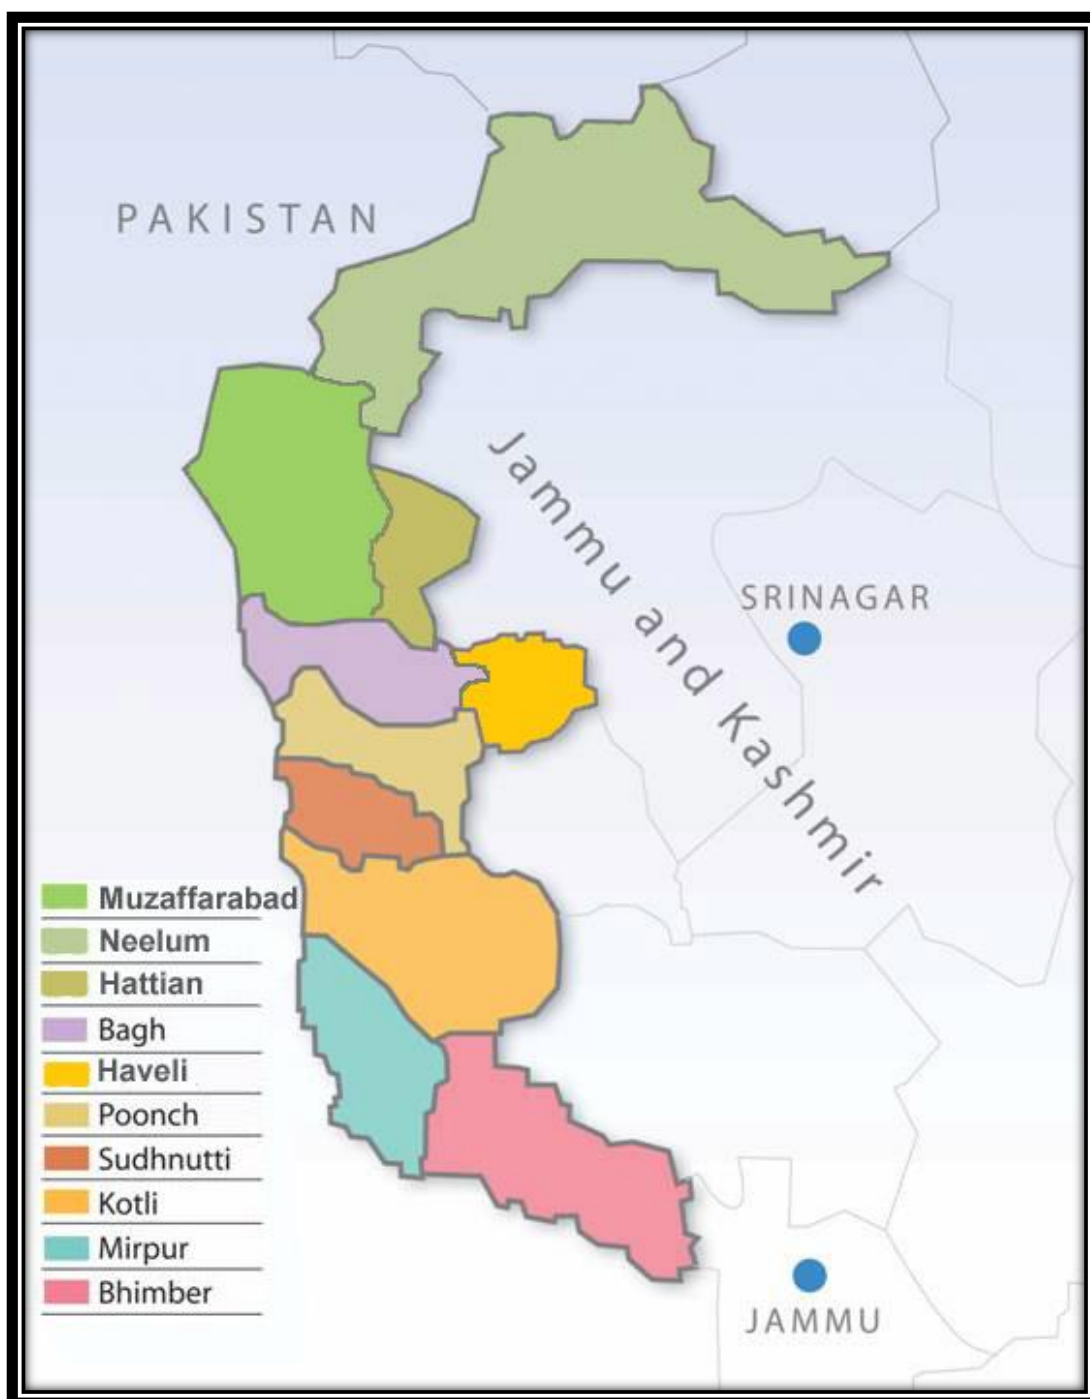 PAKISTAN
Jammu and Kashmir
SRINAGAR
Muzaffarabad
Neelum
Hattian
Bagh
Haveli
Poonch
Sudhnutti
Kotli
Mirpur
Bhimber
JAMMU